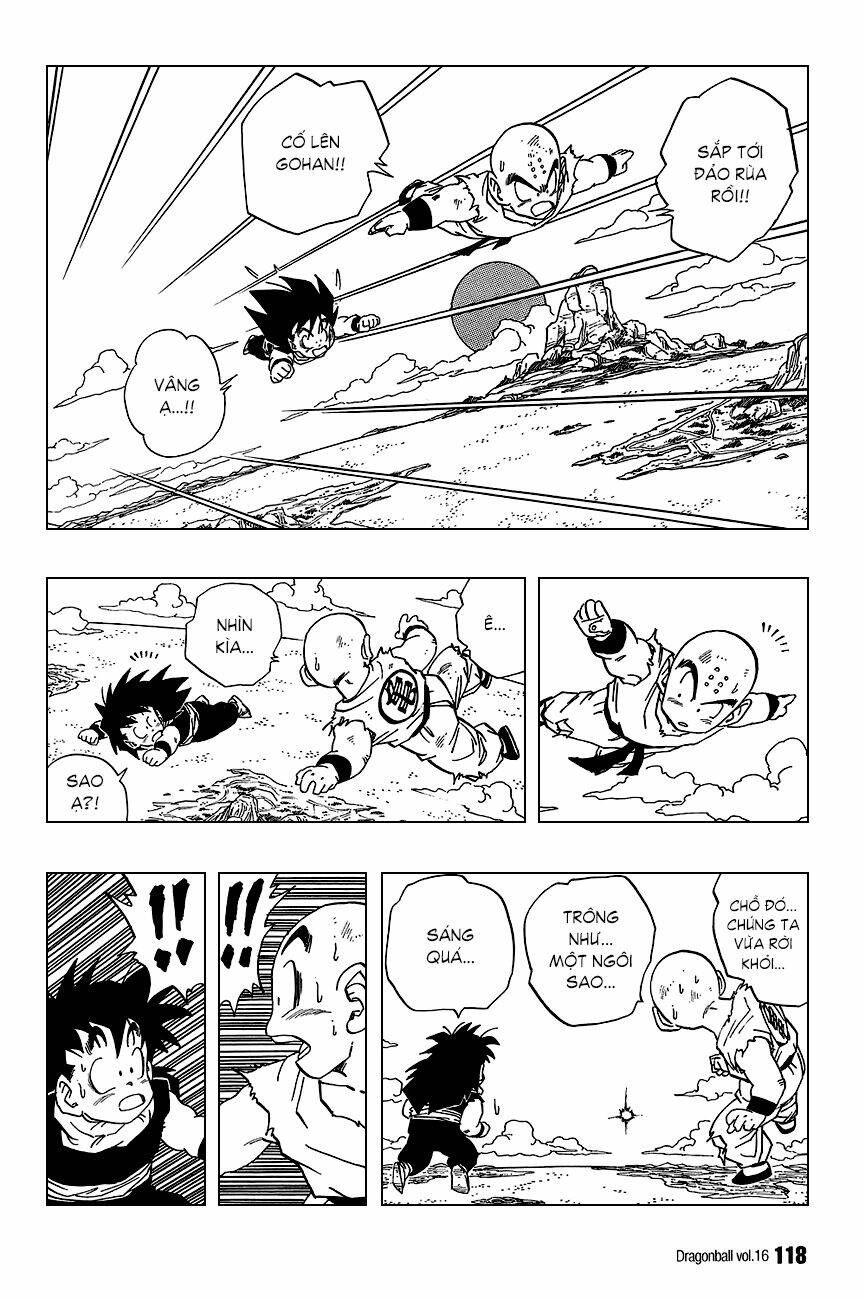 SẮP TỚI
ĐẢO RÙA
RỒI!!
CỐ LÊN
GOHAN!!
VÂNG
Ạ...!!
Ê...
NHÌN
KÌA...
SAO
Ạ?!
CHỖ ĐÓ...
CHÚNG TA
VỪA RỜI
KHỎI...
TRÔNG
NHƯ...
MỘT NGÔI
SAO...
SÁNG
QUÁ...
!!
!!
Dragonball vol.16 118